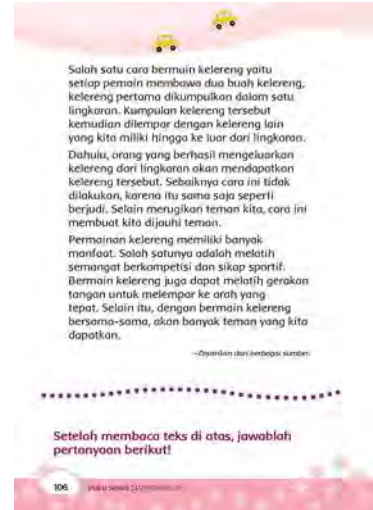 Salah satu cara bermain kelereng yaitu
setiap pemain membawa dua buah kelereng,
kelereng pertama dikumpulkan dalam satu
lingkaran. Kumpulan kelereng tersebut
kemudian dilempar dengan kelereng lain
yang kita miliki hingga ke luar dari lingkaran.
Dahulu, orang yang berhasil mengeluarkan
kelereng dari lingkaran akan mendapatkan
kelereng tersebut. Sebaiknya cara ini tidak
dilakukan, karena itu sama saja seperti
berjudi. Selain merugikan teman kita, cara ini
membuat kita dijauhi teman.
Permainan kelereng memiliki banyak
manfaat. Salah satunya adalah melatih
semangat berkompetisi dan sikap sportif.
Bermain kelereng juga dapat melatih gerakan
tangan untuk melempar ke arah yang
tepat. Selain itu, dengan bermain kelereng
bersama-sama, akan banyak teman yang kita
dapatkan.
dari berbagai sumber.
Setelah membaca teks di atas, jawablah
pertanyaan berikut!
106 Buku Siswa